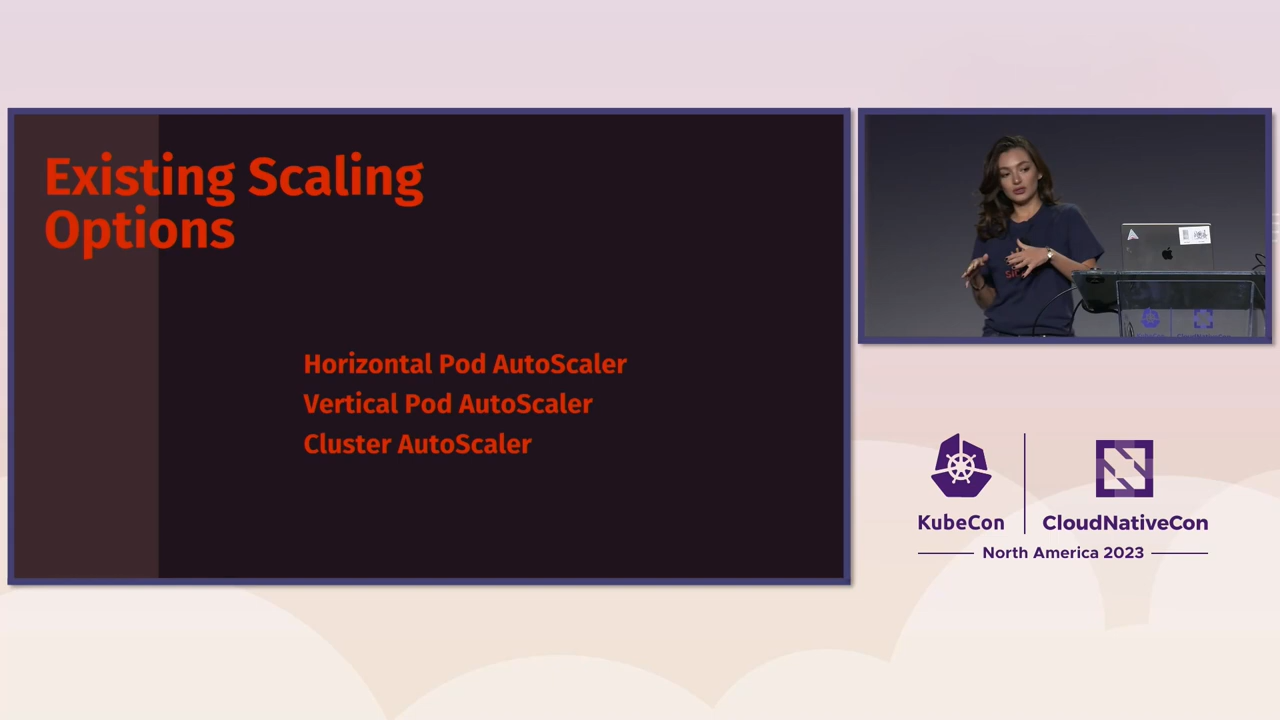 Existing Scaling
Options
Horizontal Pod AutoScaler
Vertical Pod AutoScaler
Cluster AutoScaler
KubeCon
CloudNativeCon
North America 2023